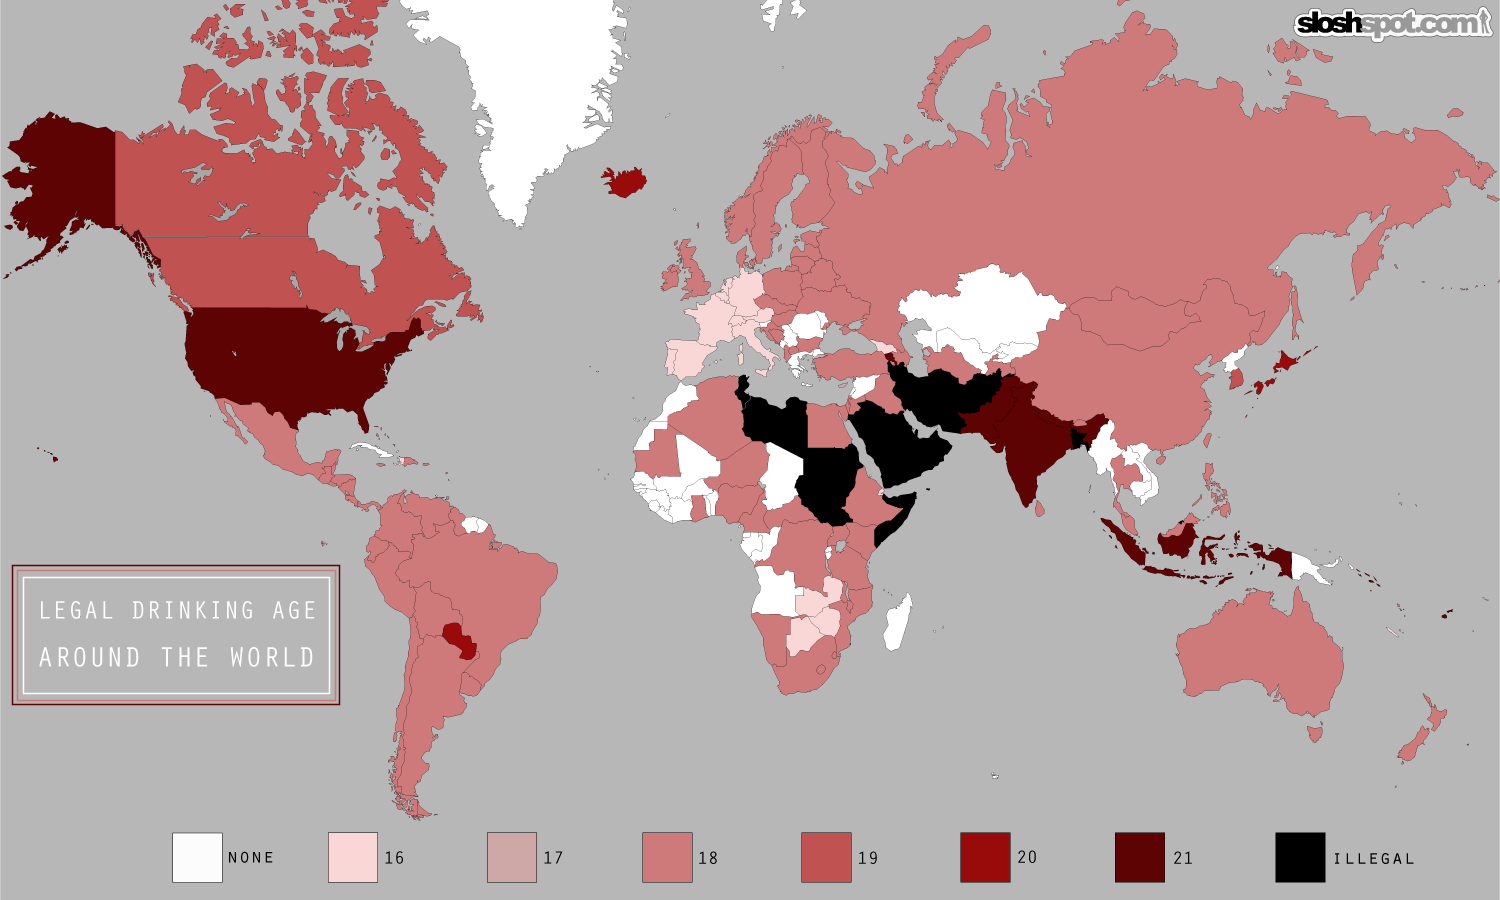 sloshspot.com
LEGAL DRINKING AGE
AROUND THE WORLD
NONE 16 17 18 19 20 21 ILLEGAL